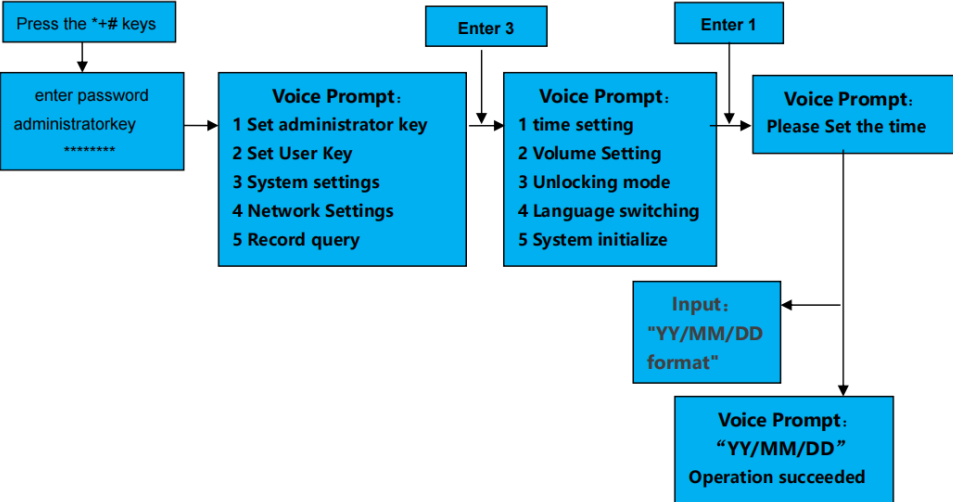 Press the *+# keys
enter password
administratorkey
********
Voice Prompt：
1 Set administrator key
2 Set User Key
3 System settings
4 Network Settings
5 Record query
Enter 3
Voice Prompt：
1 time setting
2 Volume Setting
3 Unlocking mode
4 Language switching
5 System initialize
Enter 1
Voice Prompt：
Please Set the time
Input：
"YY/MM/DD
format"
Voice Prompt：
“YY/MM/DD”
Operation succeeded